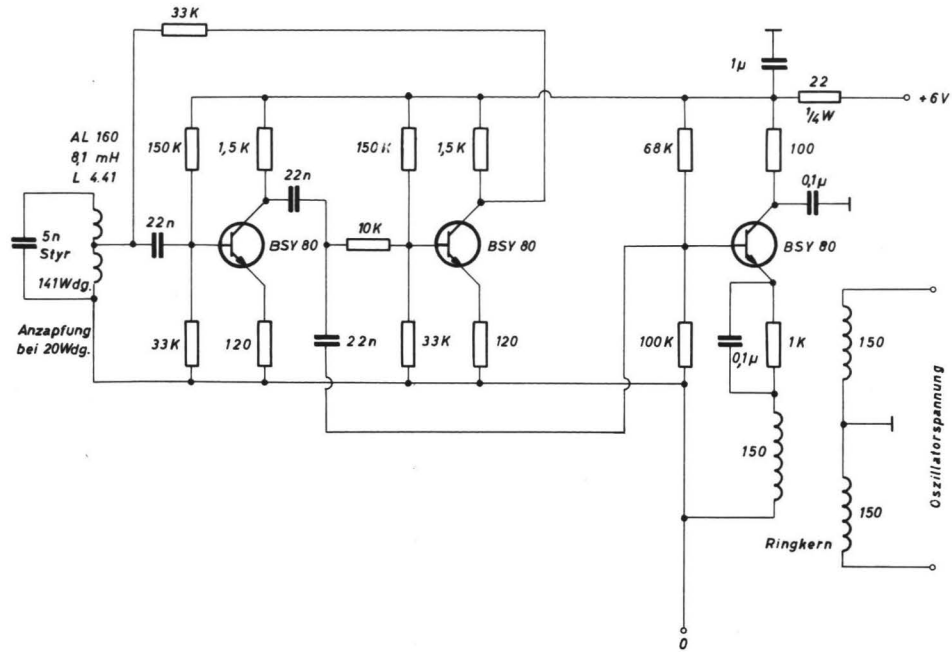 33K
1µ
22
¼W
+6V
AL 160
8,1 mH
L 4.41
150K
1,5K
150K
1,5K
68K
100
22n
0,1µ
5n
Styr
22n
10K
BSY 80
BSY 80
BSY 80
141Wdg.
Anzapfung
bei 20Wdg.
33K
120
22n
33K
120
100K
0,1µ
1K
150
150
150
Ringkern
Oszillatorspannung
0